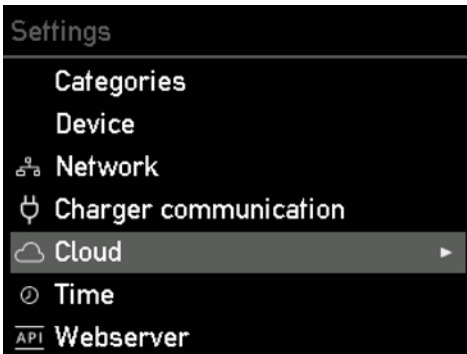 Settings
Categories
Device
Network
Charger communication
Cloud
Time
API Webserver